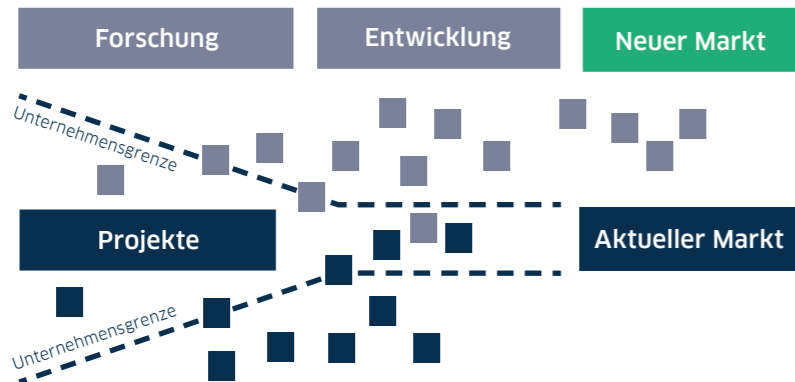 Forschung
Entwicklung
Neuer Markt
Unternehmensgrenze
Projekte
Aktueller Markt
Unternehmensgrenze